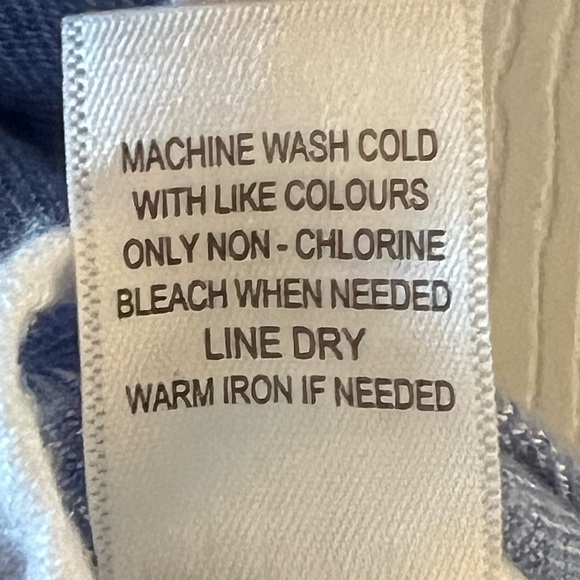 MACHINE WASH COLD
WITH LIKE COLOURS
ONLY NON - CHLORINE
BLEACH WHEN NEEDED
LINE DRY
WARM IRON IF NEEDED